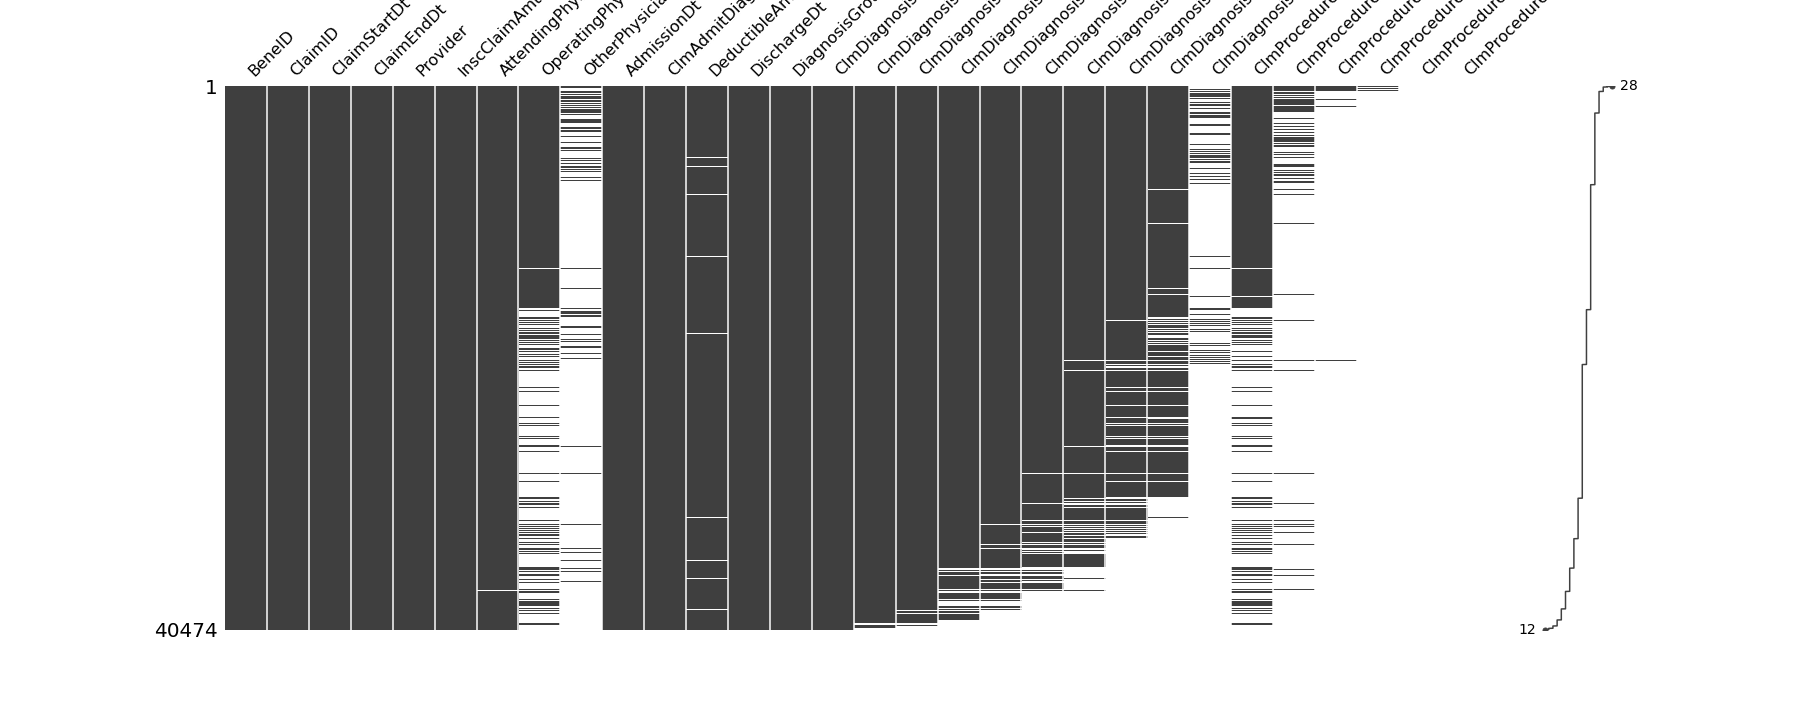 BeneID
ClaimID
ClaimStartDt
ClaimEndDt
Provider
InscClaimAm
AttendingPhy
OperatingPhy
OtherPhysicia
AdmissionDt
ClmAdmitDiag
DeductibleAm
DischargeDt
DiagnosisGro
ClmDiagnosis
ClmDiagnosis
ClmDiagnosis
ClmDiagnosis
ClmDiagnosis
ClmDiagnosis
ClmDiagnosis
ClmDiagnosis
ClmDiagnosis
ClmDiagnosis
ClmProcedure
ClmProcedure
ClmProcedure
ClmProcedure
ClmProcedure
ClmProcedure
1
28
40474
12